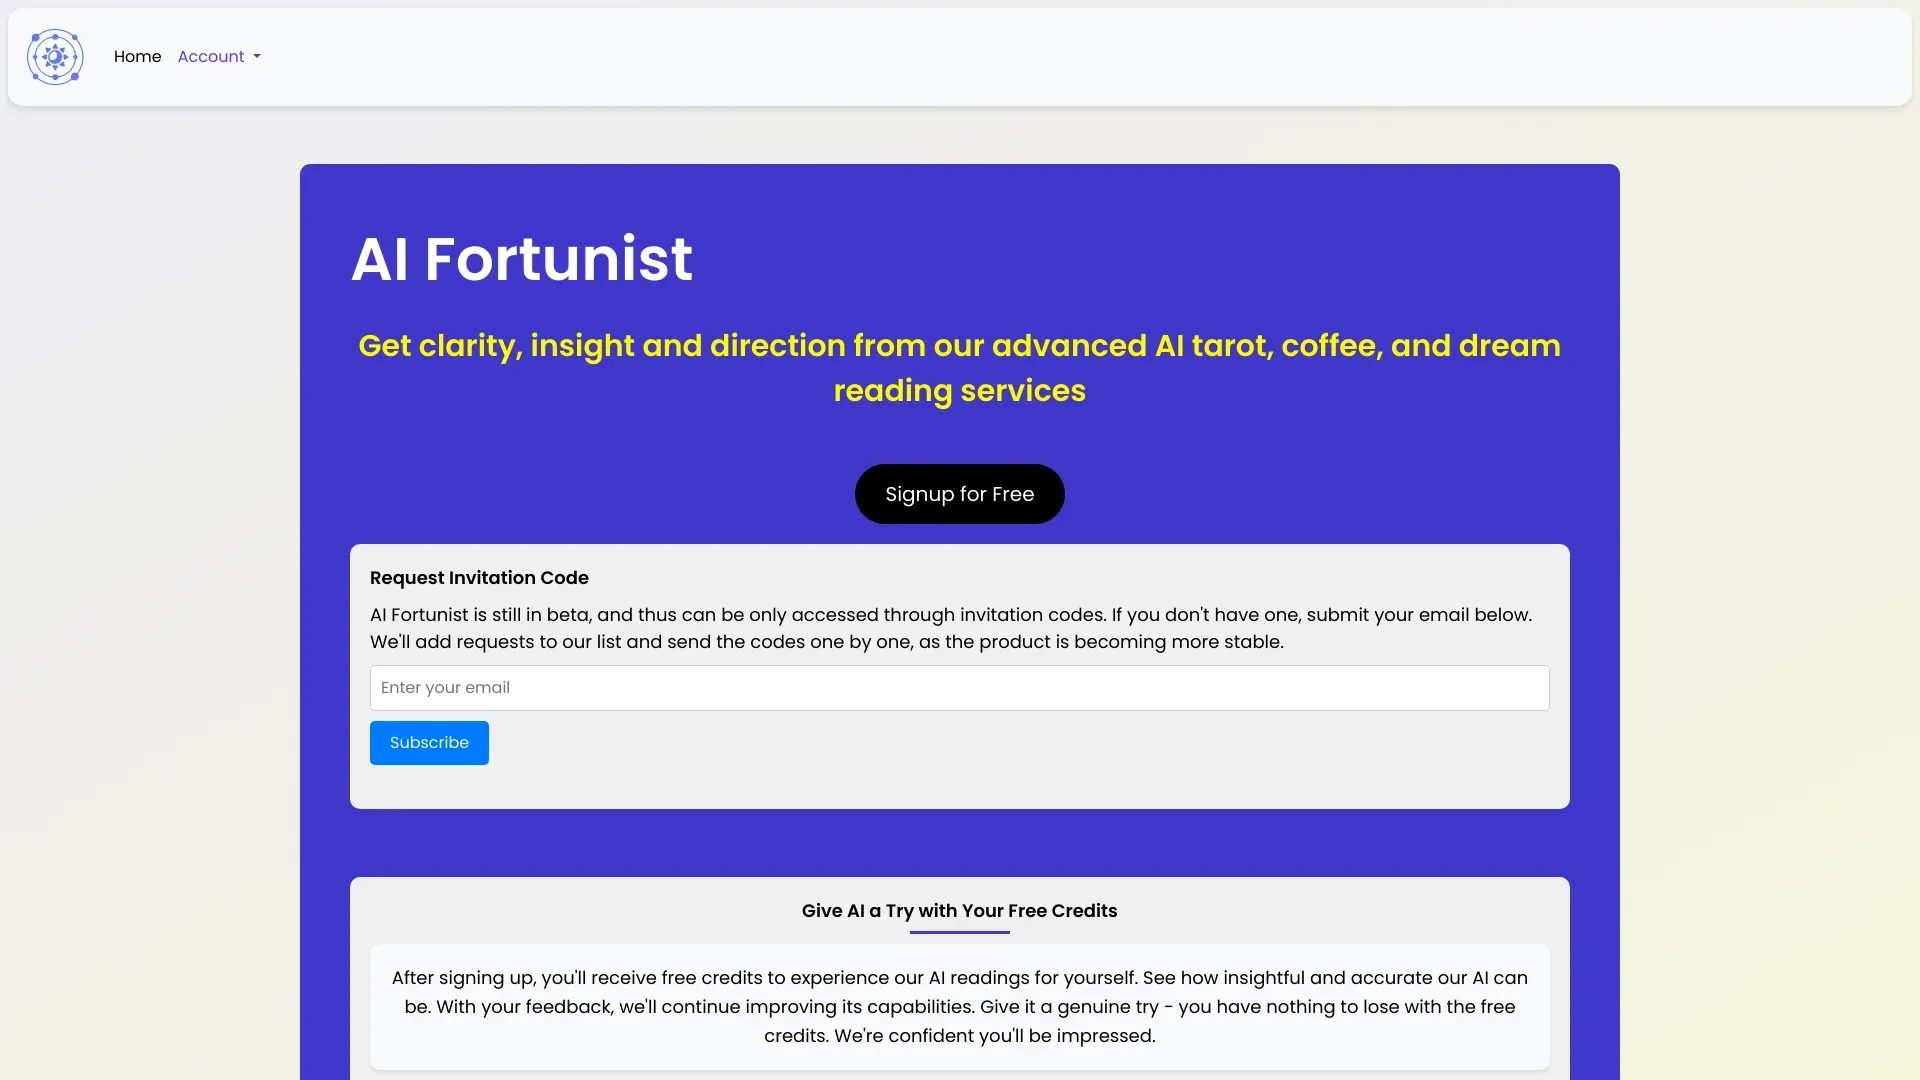 Home
Account
AI Fortunist
Get clarity, insight and direction from our advanced AI tarot, coffee, and dream
reading services
Signup for Free
Request Invitation Code
AI Fortunist is still in beta, and thus can be only accessed through invitation codes. If you don't have one, submit your email below.
We'll add requests to our list and send the codes one by one, as the product is becoming more stable.
Enter your email
Subscribe
Give AI a Try with Your Free Credits
After signing up, you'll receive free credits to experience our AI readings for yourself. See how insightful and accurate our AI can
be. With your feedback, we'll continue improving its capabilities. Give it a genuine try - you have nothing to lose with the free
credits. We're confident you'll be impressed.